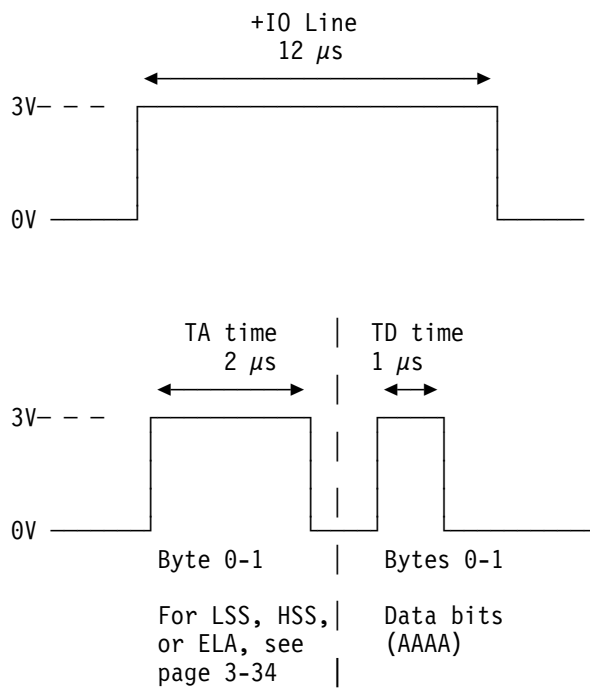 +IO Line
12 μs
3V
0V
TA time TD time
2 μs 1 μs
3V
0V
Byte 0-1 Bytes 0-1
For LSS, HSS, Data bits
or ELA, see (AAAA)
page 3-34